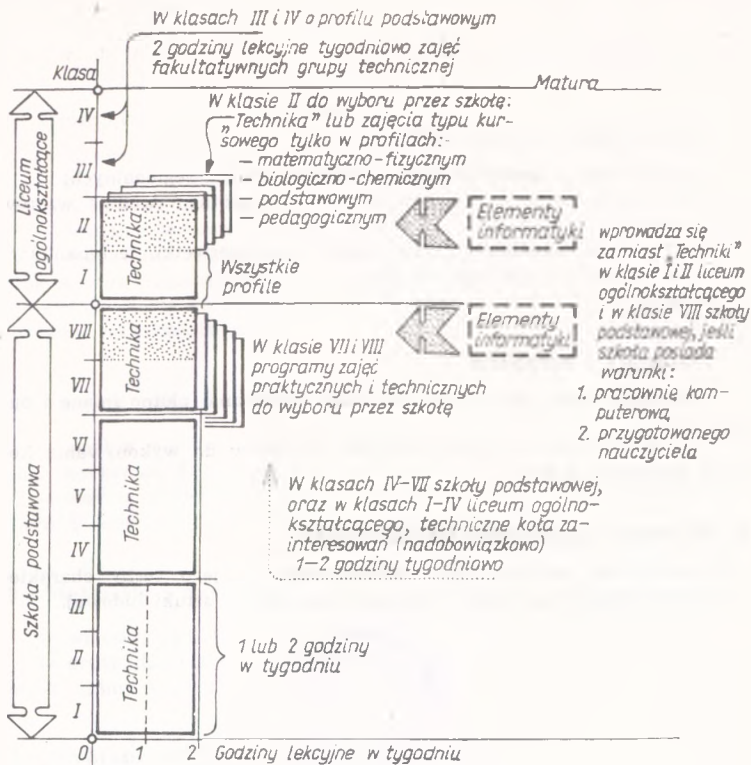 W klasach III i IV o profilu podstawowym
2 godziny lekcyjne tygodniowo zajęć
fakultatywnych grupy technicznej
Klasa
Matura
IV
III
II
I
liceum
ogólnokształcące
W klasie II do wyboru przez szkołę:
„Technika” lub zajęcia typu kur-
sowego tylko w profilach:
— matematyczno-fizycznym
— biologiczno-chemicznym
— podstawowym
— pedagogicznym
Technika
Wszystkie
profile
Elementy
informatyki
wprowadza się
zamiast „Techniki”
w klasie I i II liceum
ogólnokształcącego
i w klasie VIII szkoły
podstawowej, jeśli
szkoła posiada
warunki:
1. pracownię kom-
puterową,
2. przygotowanego
nauczyciela
Elementy
informatyki
VIII
VII
VI
V
IV
III
II
I
Szkoła podstawowa
Technika
W klasie VII i VIII
programy zajęć
praktycznych i technicznych
do wyboru przez szkołę
Technika
W klasach IV–VII szkoły podstawowej,
oraz w klasach I–IV liceum ogólno-
kształcącego, techniczne koła za-
interesowań (nadobowiązkowo)
1–2 godziny tygodniowo
Technika
1 lub 2 godziny
w tygodniu
0 1 2 Godziny lekcyjne w tygodniu